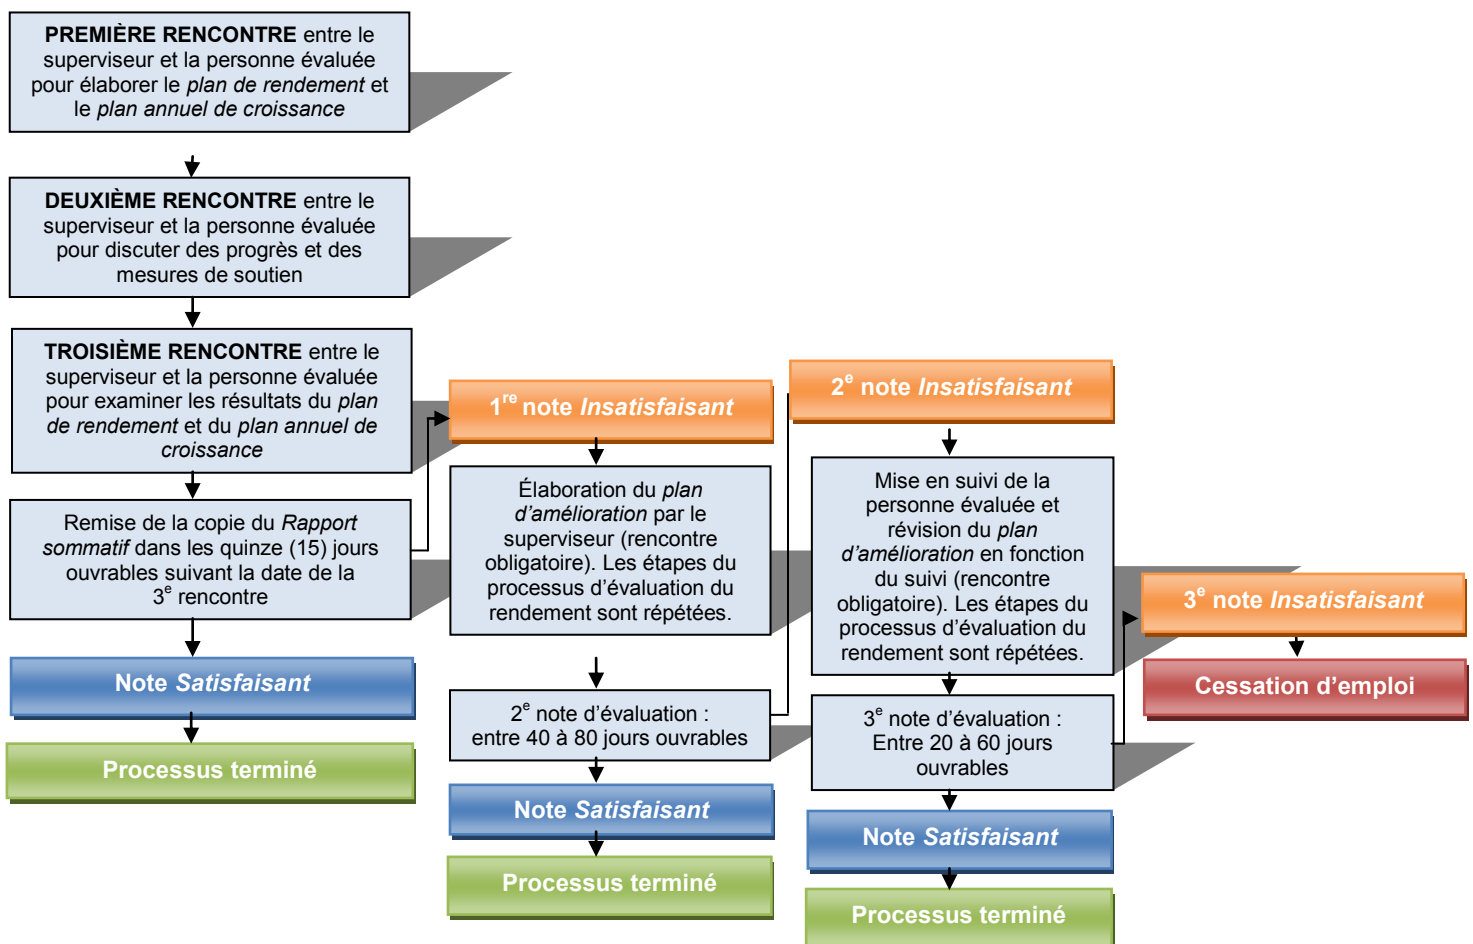 PREMIÈRE RENCONTRE entre le
superviseur et la personne évaluée
pour élaborer le plan de rendement et
le plan annuel de croissance
DEUXIÈME RENCONTRE entre le
superviseur et la personne évaluée
pour discuter des progrès et des
mesures de soutien
TROISIÈME RENCONTRE entre le
superviseur et la personne évaluée
pour examiner les résultats du plan
de rendement et du plan annuel de
croissance
Remise de la copie du Rapport
sommatif dans les quinze (15) jours
ouvrables suivant la date de la
3e rencontre
Note Satisfaisant
Processus terminé
1re note Insatisfaisant
Élaboration du plan
d’amélioration par le
superviseur (rencontre
obligatoire). Les étapes du
processus d’évaluation du
rendement sont répétées.
2e note d’évaluation :
entre 40 à 80 jours ouvrables
Note Satisfaisant
Processus terminé
2e note Insatisfaisant
Mise en suivi de la
personne évaluée et
révision du plan
d’amélioration en fonction
du suivi (rencontre
obligatoire). Les étapes du
processus d’évaluation du
rendement sont répétées.
3e note d’évaluation :
Entre 20 à 60 jours
ouvrables
Note Satisfaisant
Processus terminé
3e note Insatisfaisant
Cessation d’emploi